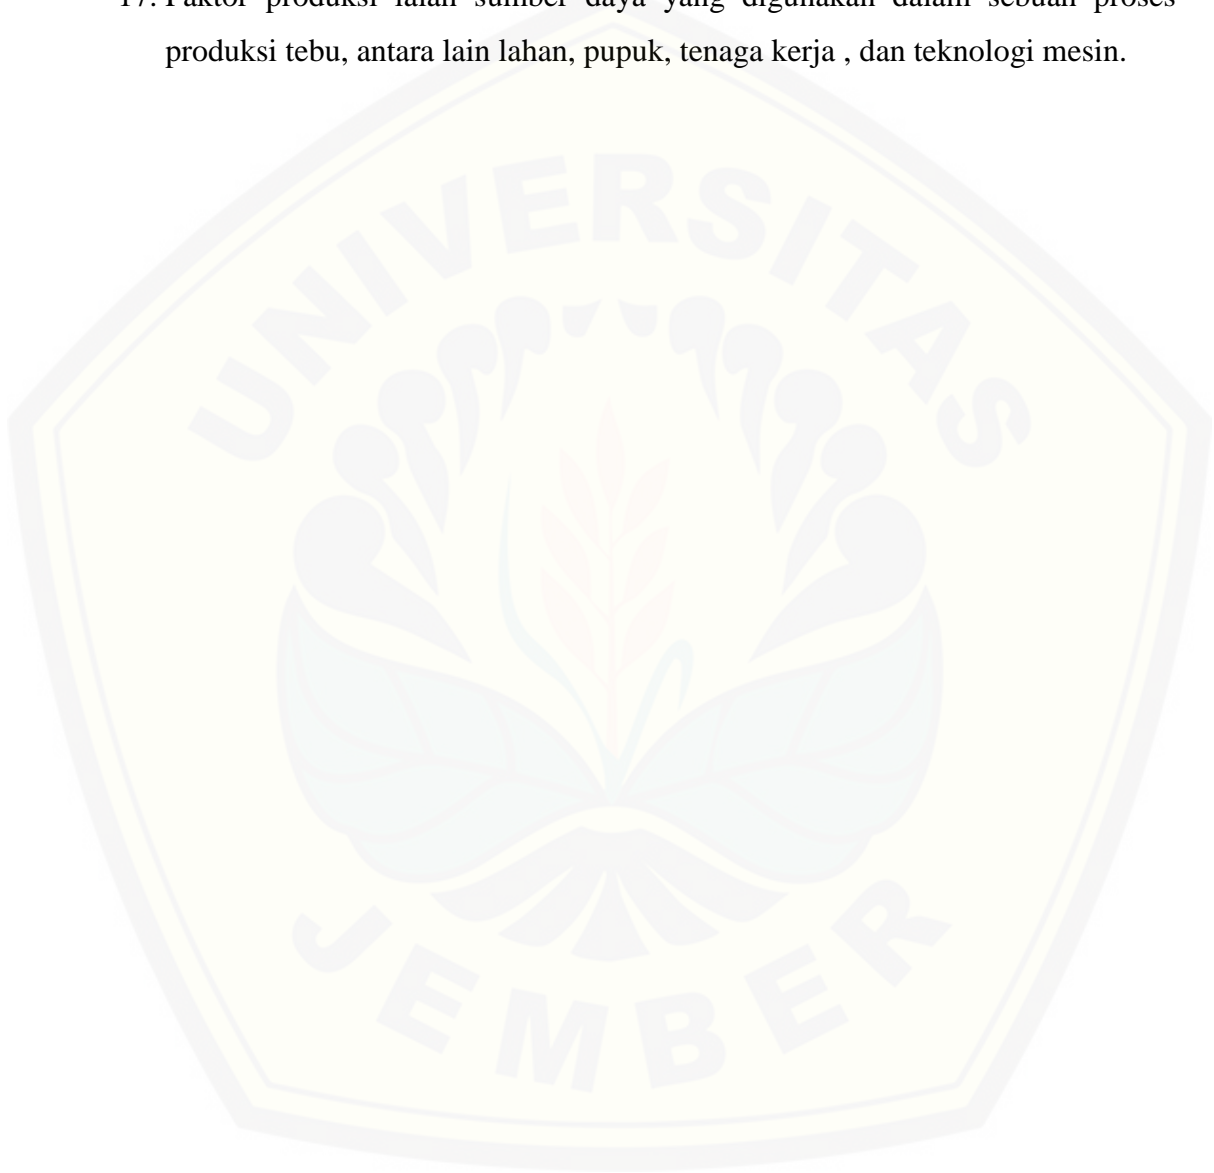 17. Faktor produksi ialah sumber daya yang digunakan dalam sebuah proses
produksi tebu, antara lain lahan, pupuk, tenaga kerja , dan teknologi mesin.
UNIVERSITAS
JEMBER